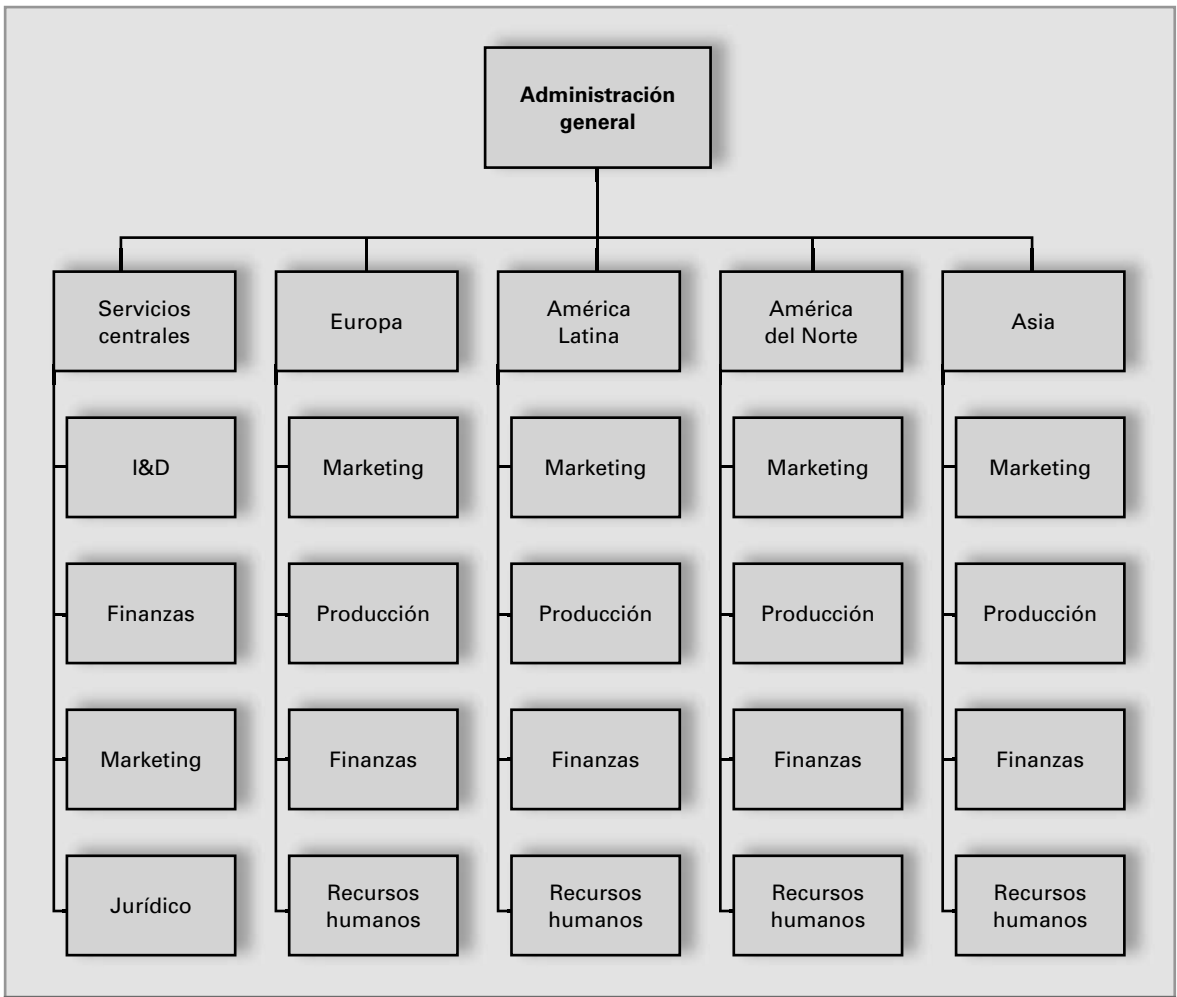 Administración
general
Servicios
centrales
Europa
América
Latina
América
del Norte
Asia
I&D
Marketing
Marketing
Marketing
Marketing
Finanzas
Producción
Producción
Producción
Producción
Marketing
Finanzas
Finanzas
Finanzas
Finanzas
Jurídico
Recursos
humanos
Recursos
humanos
Recursos
humanos
Recursos
humanos